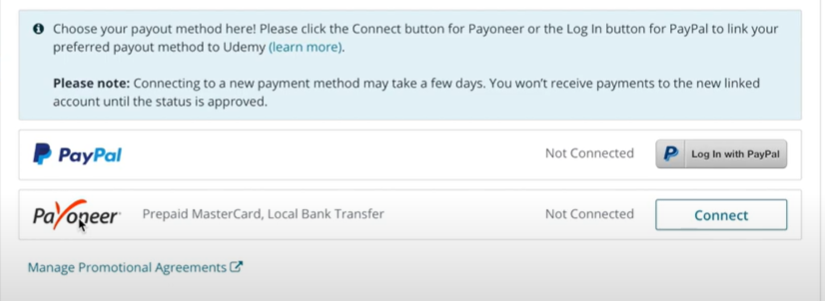 Choose your payout method here! Please click the Connect button for Payoneer or the Log In button for PayPal to link your
preferred payout method to Udemy (learn more).
Please note: Connecting to a new payment method may take a few days. You won't receive payments to the new linked
account until the status is approved.
PayPal Not Connected Log In with PayPal
Payoneer Prepaid MasterCard, Local Bank Transfer Not Connected Connect
Manage Promotional Agreements